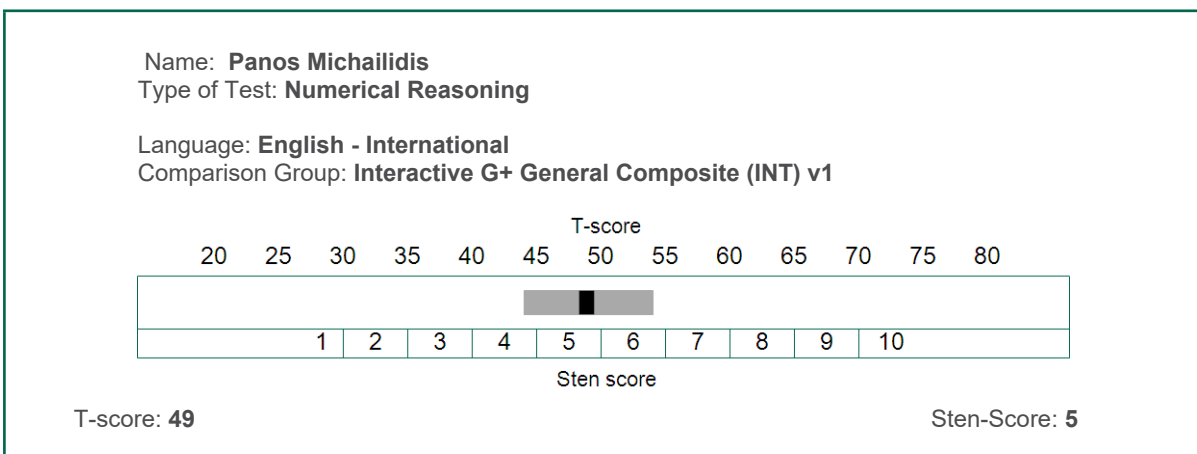 Name: Panos Michailidis
Type of Test: Numerical Reasoning
Language: English - International
Comparison Group: Interactive G+ General Composite (INT) v1
T-score
20 25 30 35 40 45 50 55 60 65 70 75 80
1 2 3 4 5 6 7 8 9 10
Sten score
T-score: 49 Sten-Score: 5